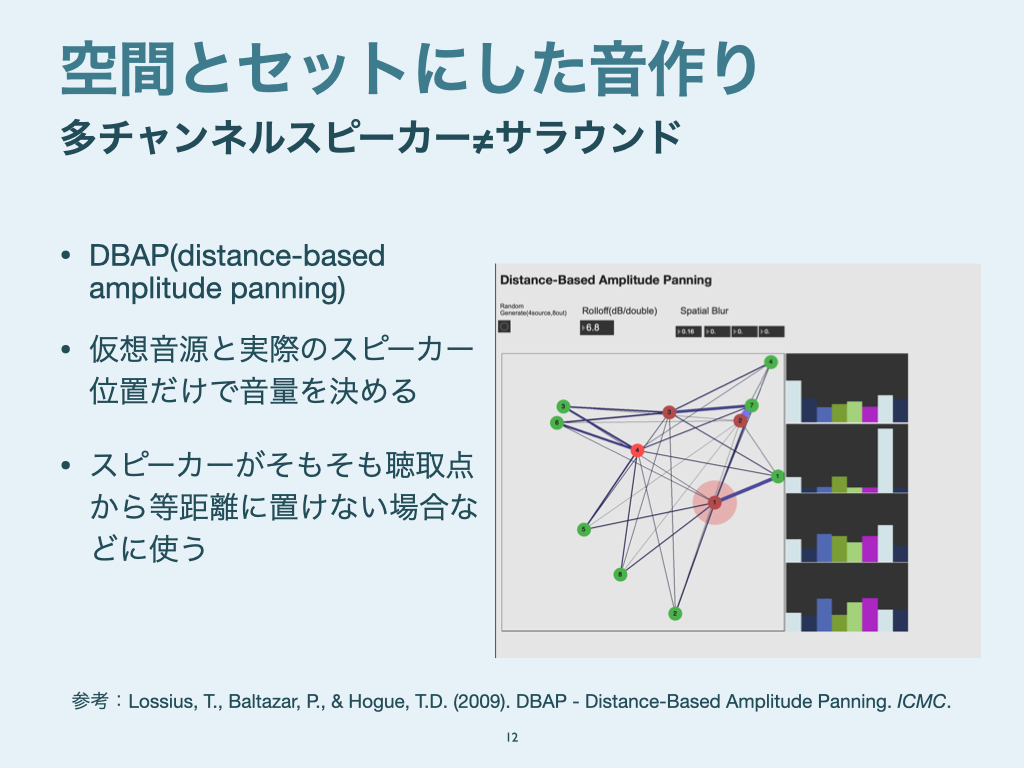 空間とセットにした音作り
多チャンネルスピーカー≠サラウンド
• DBAP(distance-based
amplitude panning)
• 仮想音源と実際のスピーカー
位置だけで音量を決める
• スピーカーがそもそも聴取点
から等距離に置けない場合な
どに使う
Distance-Based Amplitude Panning
Random
Generate(4source,8out)
Rolloff(dB/double)
6.8
Spatial Blur
0.16 0. 0. 0.
4
3
3
7
6
2
4
1
1
5
8
2
参考：Lossius, T., Baltazar, P., & Hogue, T.D. (2009). DBAP - Distance-Based Amplitude Panning. ICMC.
12